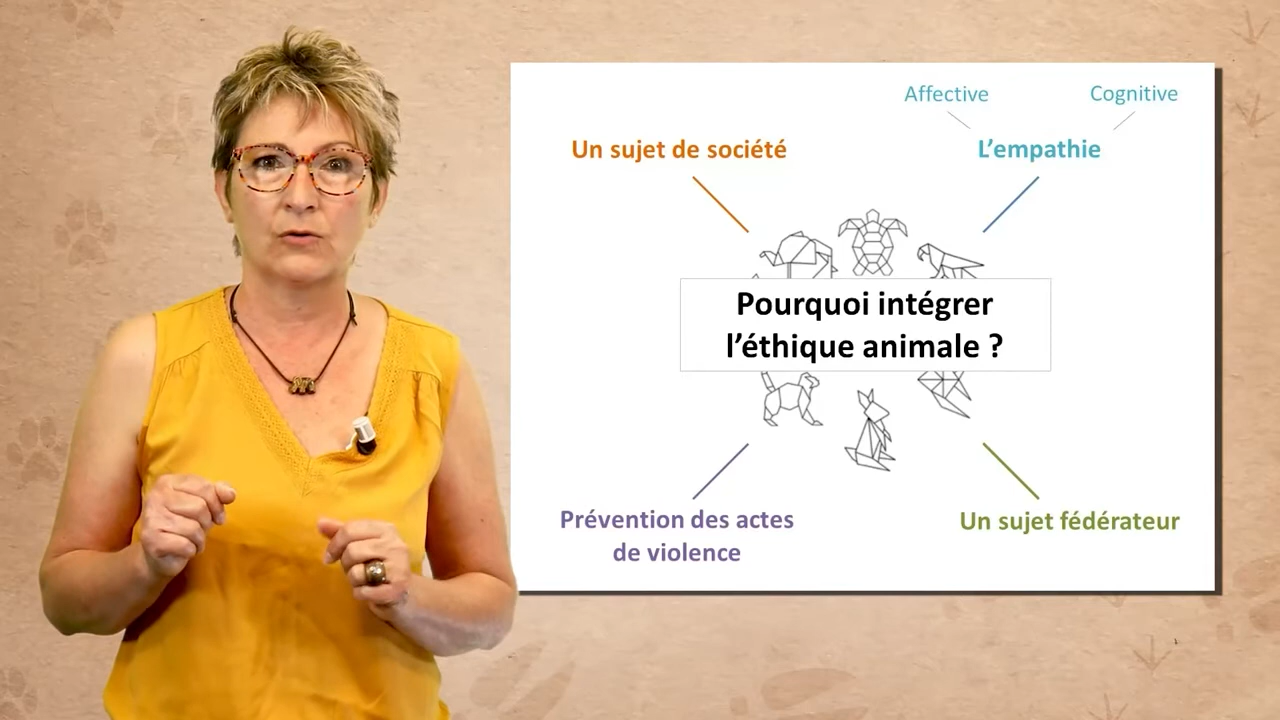 Affective
Cognitive
Un sujet de société
L’empathie
Pourquoi intégrer
l’éthique animale ?
Prévention des actes
de violence
Un sujet fédérateur